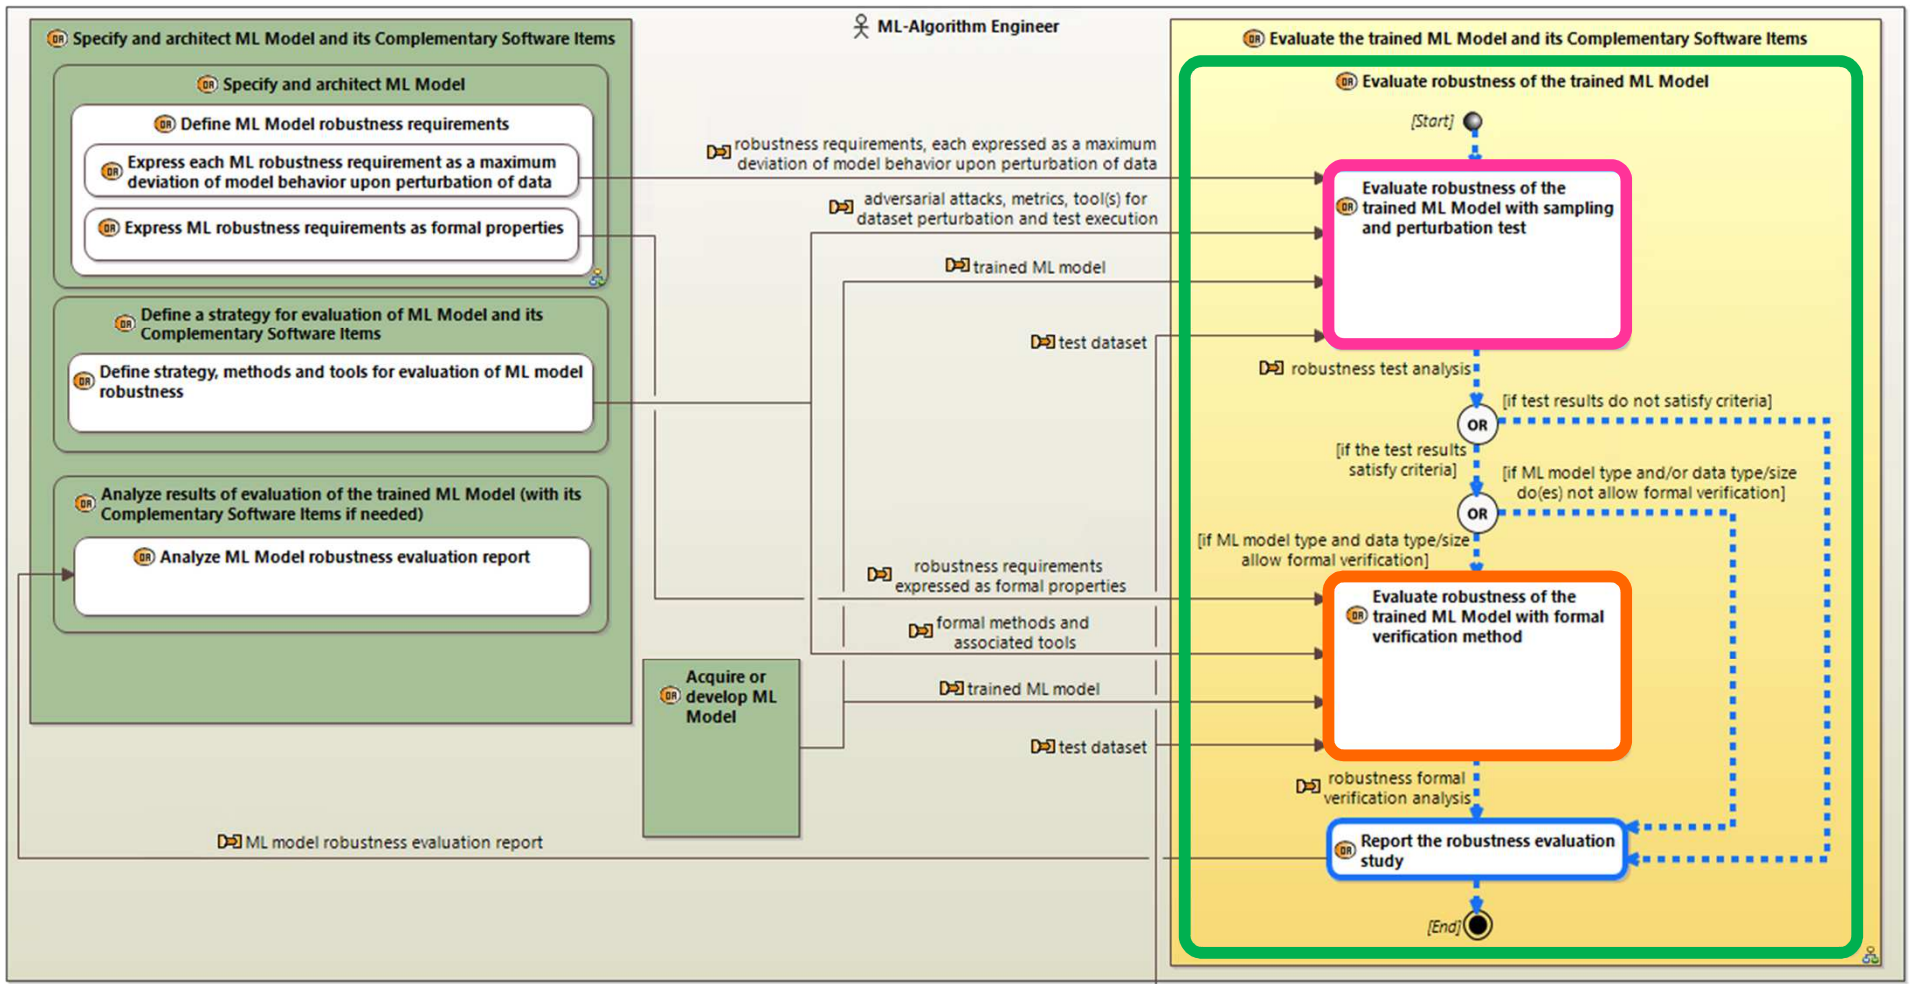 ML-Algorithm Engineer
Specify and architect ML Model and its Complementary Software Items
Specify and architect ML Model
Define ML Model robustness requirements
Express each ML robustness requirement as a maximum
deviation of model behavior upon perturbation of data
Express ML robustness requirements as formal properties
Define a strategy for evaluation of ML Model and its
Complementary Software Items
Define strategy, methods and tools for evaluation of ML model
robustness
Analyze results of evaluation of the trained ML Model (with its
Complementary Software Items if needed)
Analyze ML Model robustness evaluation report
Acquire or
develop ML
Model
ML model robustness evaluation report
robustness requirements, each expressed as a maximum
deviation of model behavior upon perturbation of data
adversarial attacks, metrics, tool(s) for
dataset perturbation and test execution
trained ML model
test dataset
robustness requirements
expressed as formal properties
formal methods and
associated tools
trained ML model
test dataset
Evaluate the trained ML Model and its Complementary Software Items
Evaluate robustness of the trained ML Model
[Start]
Evaluate robustness of the
trained ML Model with sampling
and perturbation test
robustness test analysis
[if test results do not satisfy criteria]
OR
[if the test results
satisfy criteria]
[if ML model type and/or data type/size
do(es) not allow formal verification]
OR
[if ML model type and data type/size
allow formal verification]
Evaluate robustness of the
trained ML Model with formal
verification method
robustness formal
verification analysis
Report the robustness evaluation
study
[End]